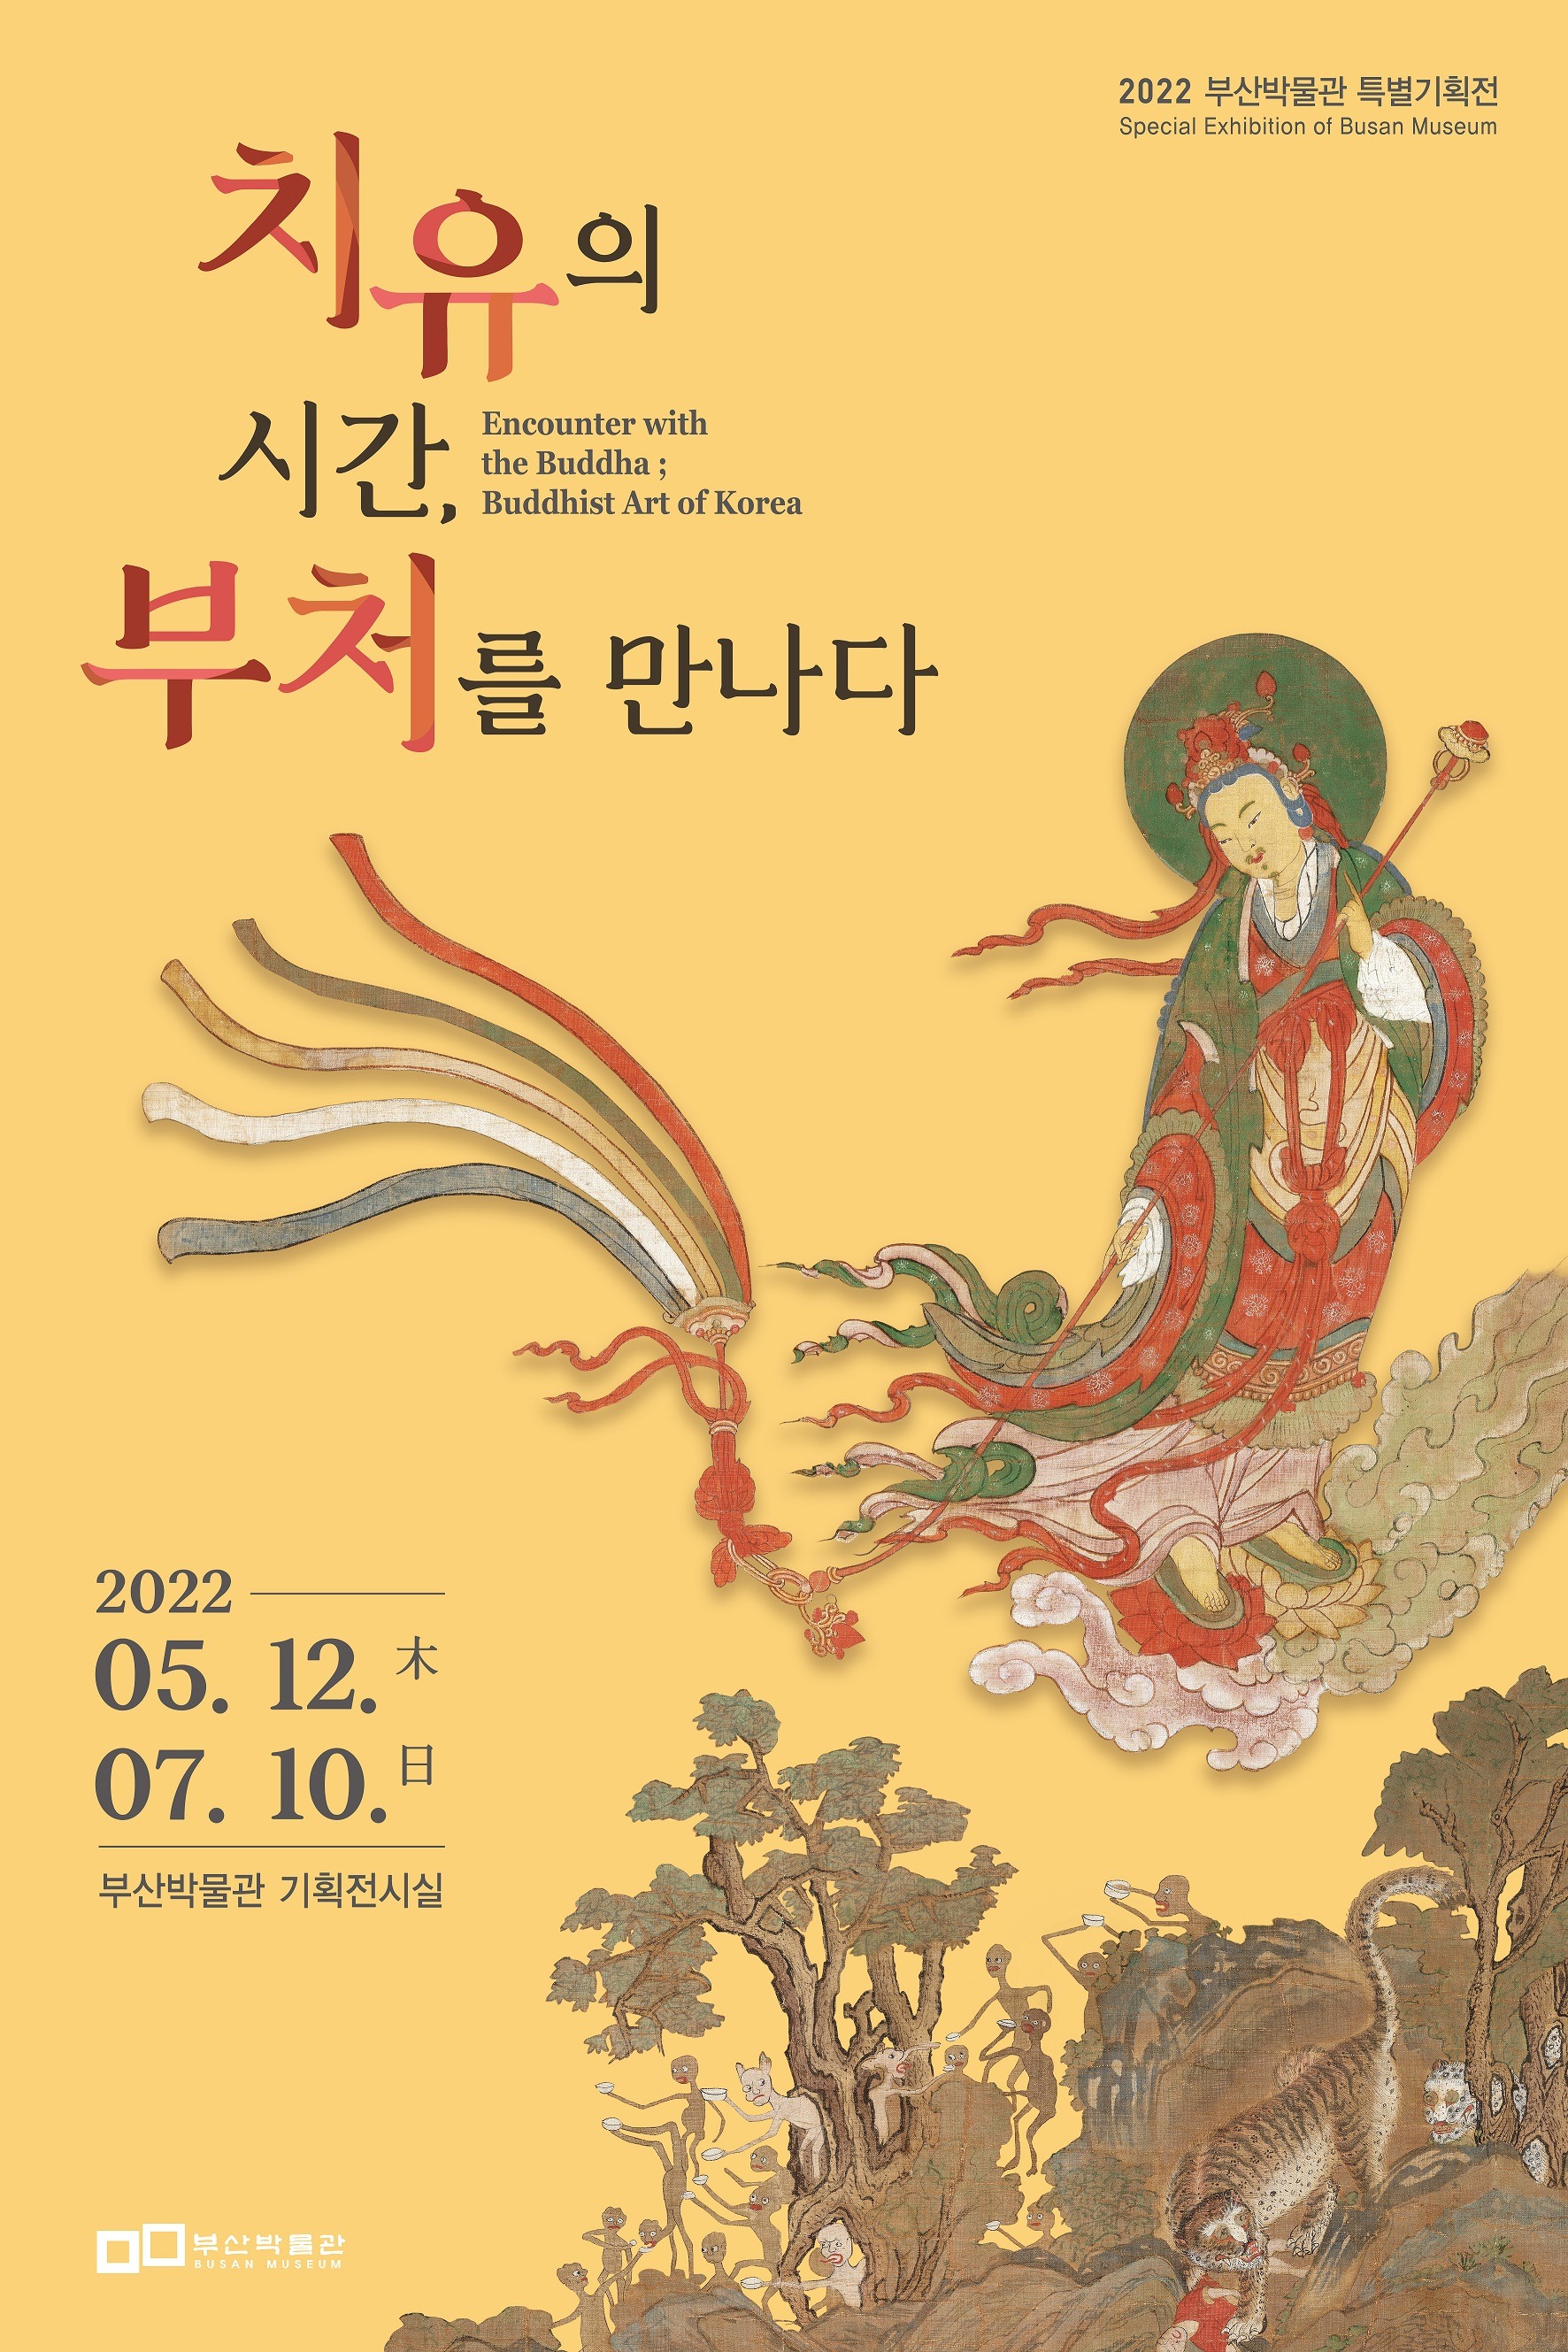 2022 부산박물관 특별기획전
Special Exhibition of Busan Museum
치유의
시간,
Encounter with
the Buddha ;
Buddhist Art of Korea
부처를 만나다
2022
05. 12. 木
07. 10. 日
부산박물관 기획전시실
부산박물관
BUSAN MUSEUM